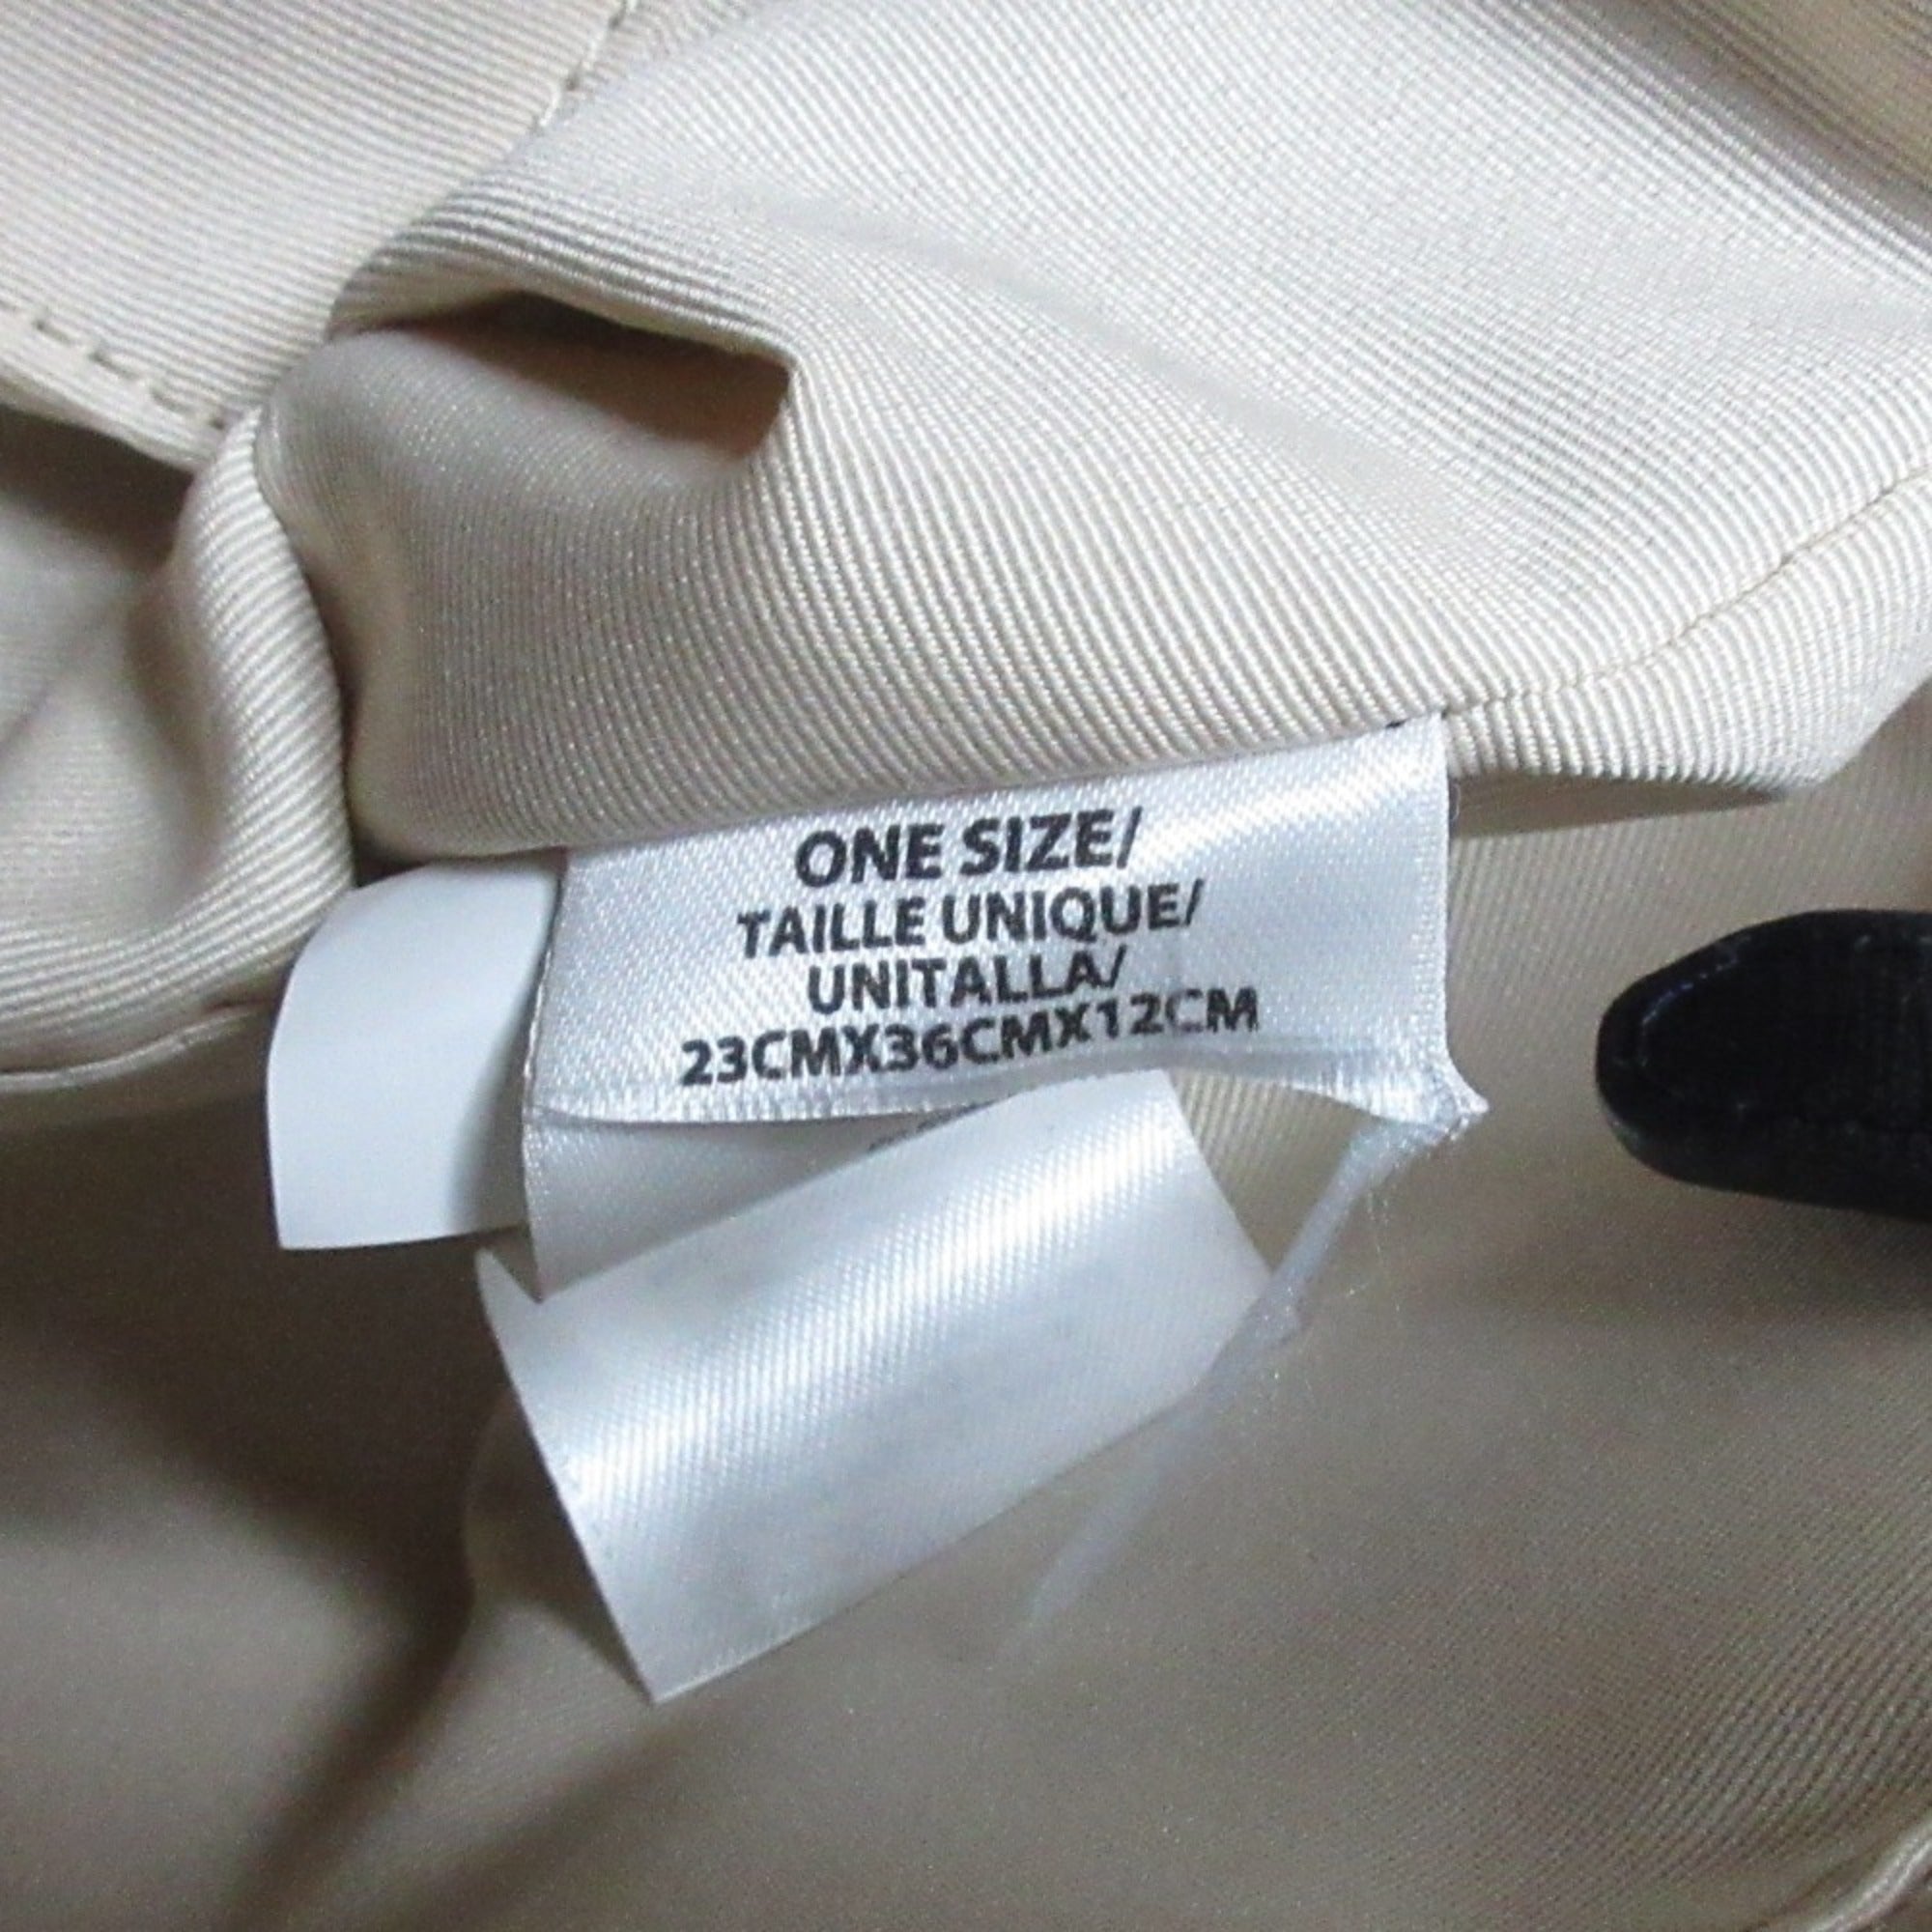 ONE SIZE/
TAILLE UNIQUE/
UNITALLA/
23CMX36CMX12CM